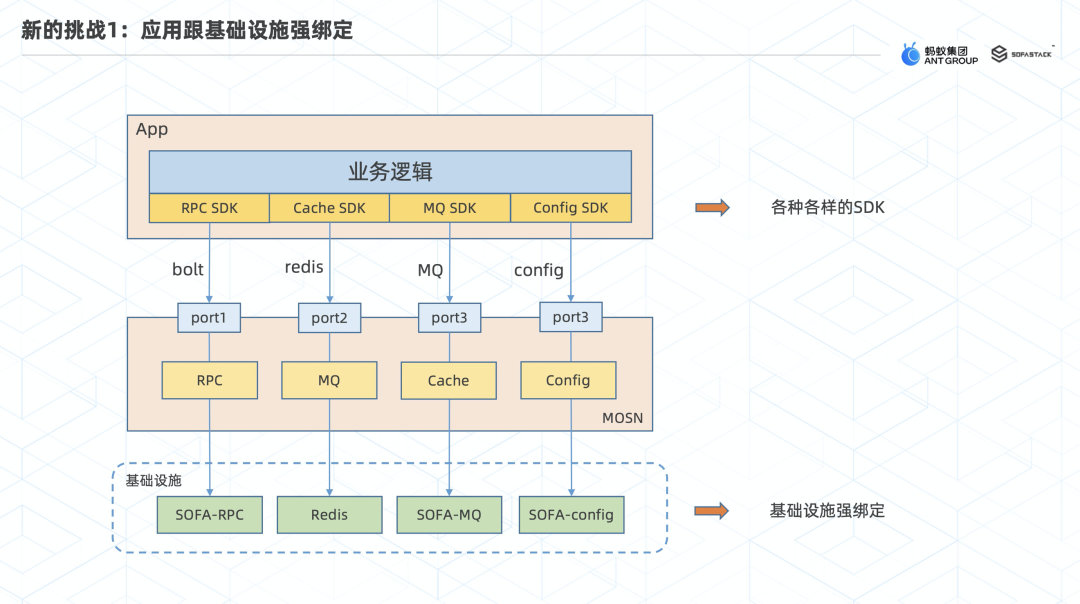 新的挑战1：应用跟基础设施强绑定
蚂蚁集团
ANT GROUP
SOFASTACK
App
业务逻辑
RPC SDK
Cache SDK
MQ SDK
Config SDK
各种各样的SDK
bolt
redis
MQ
config
port1
port2
port3
port3
RPC
MQ
Cache
Config
MOSN
基础设施
SOFA-RPC
Redis
SOFA-MQ
SOFA-config
基础设施强绑定